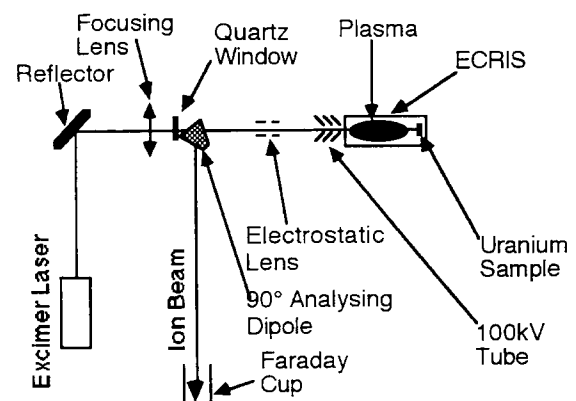 Focusing
Lens
Reflector
Quartz
Window
Plasma
ECRIS
Excimer Laser
Ion Beam
Electrostatic
Lens
90° Analysing
Dipole
Faraday
Cup
Uranium
Sample
100kV
Tube